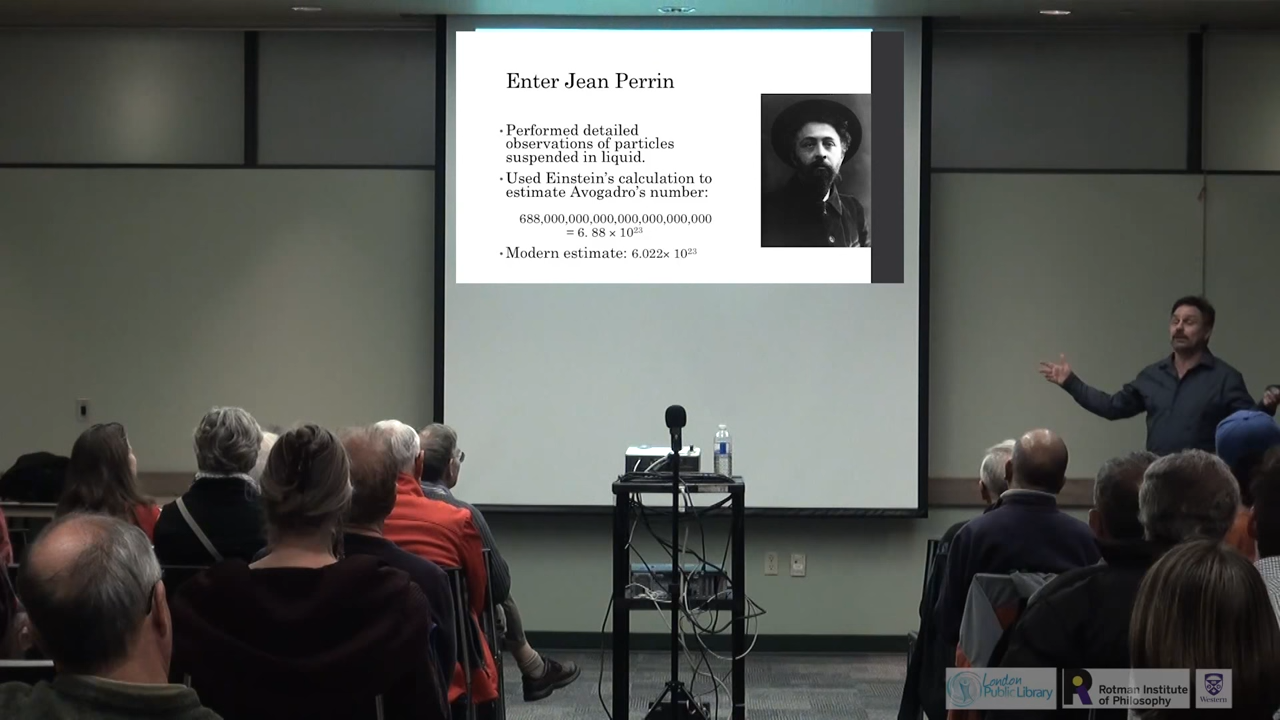 Enter Jean Perrin
• Performed detailed
observations of particles
suspended in liquid.
• Used Einstein's calculation to
estimate Avogadro's number:
688,000,000,000,000,000,000,000
= 6. 88 × 10²³
• Modern estimate: 6.022× 10²³
London
Public Library
Rotman Institute
of Philosophy
Western